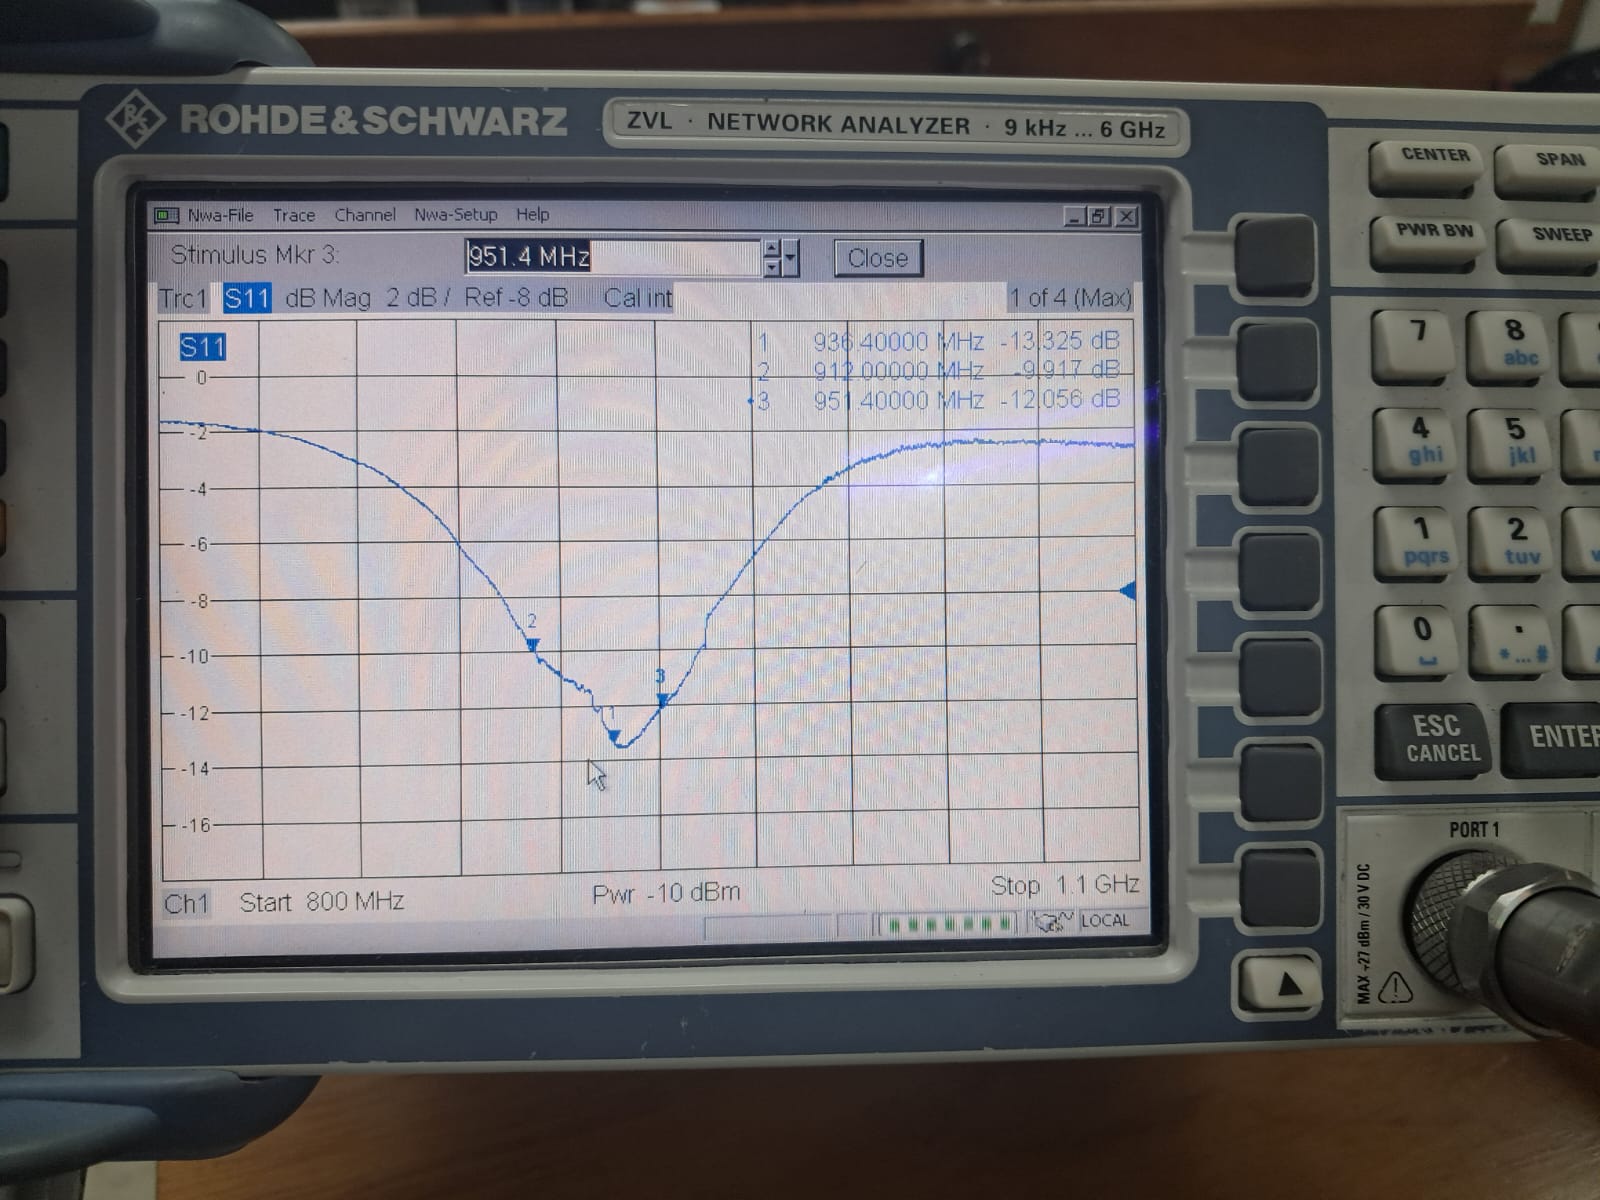 ROHDE&SCHWARZ
ZVL · NETWORK ANALYZER · 9 kHz ... 6 GHz
Nwa-File Trace Channel Nwa-Setup Help
Stimulus Mkr 3: 951.4 MHz Close
Trc1 S11 dB Mag 2 dB / Ref -8 dB Cal int 1 of 4 (Max)
S11
1 936.40000 MHz -13.325 dB
2 912.00000 MHz -9.917 dB
3 951.40000 MHz -12.056 dB
0
-2
-4
-6
-8
-10
-12
-14
-16
2
3
1
Ch1 Start 800 MHz Pwr -10 dBm Stop 1.1 GHz
LOCAL
CENTER SPAN
PWR BW SWEEP
7 8
abc
4 5
ghi jkl
1 2
pqrs tuv
0 .
*...#
ESC
CANCEL
ENTER
PORT 1
MAX +27 dBm / 30 V DC